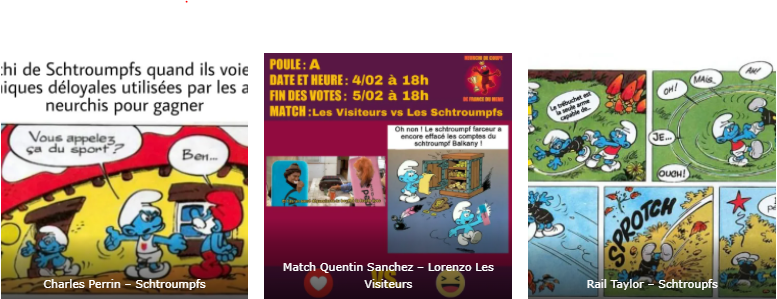 chi de Schtroumpfs quand ils voie
niques déloyales utilisées par les a
neurchis pour gagner
Vous appelez
ça du sport ?
Ben...
Charles Perrin – Schtroumpfs
POULE : A
DATE ET HEURE : 4/02 à 18h
FIN DES VOTES : 5/02 à 18h
MATCH :Les Visiteurs vs Les Schtroumpfs
DE FRANCE DU MEME
Oh non ! Le schtroumpf farceur a
encore effacé les comptes du
schtroumpf Balkany !
VS
Match Quentin Sanchez – Lorenzo Les
Visiteurs
Le trébuchet est
la seule arme
capable de...
OH!
MAIS...
AH!
JE...
OUCH!
SPROTCH
Rail Taylor – Schtroupfs